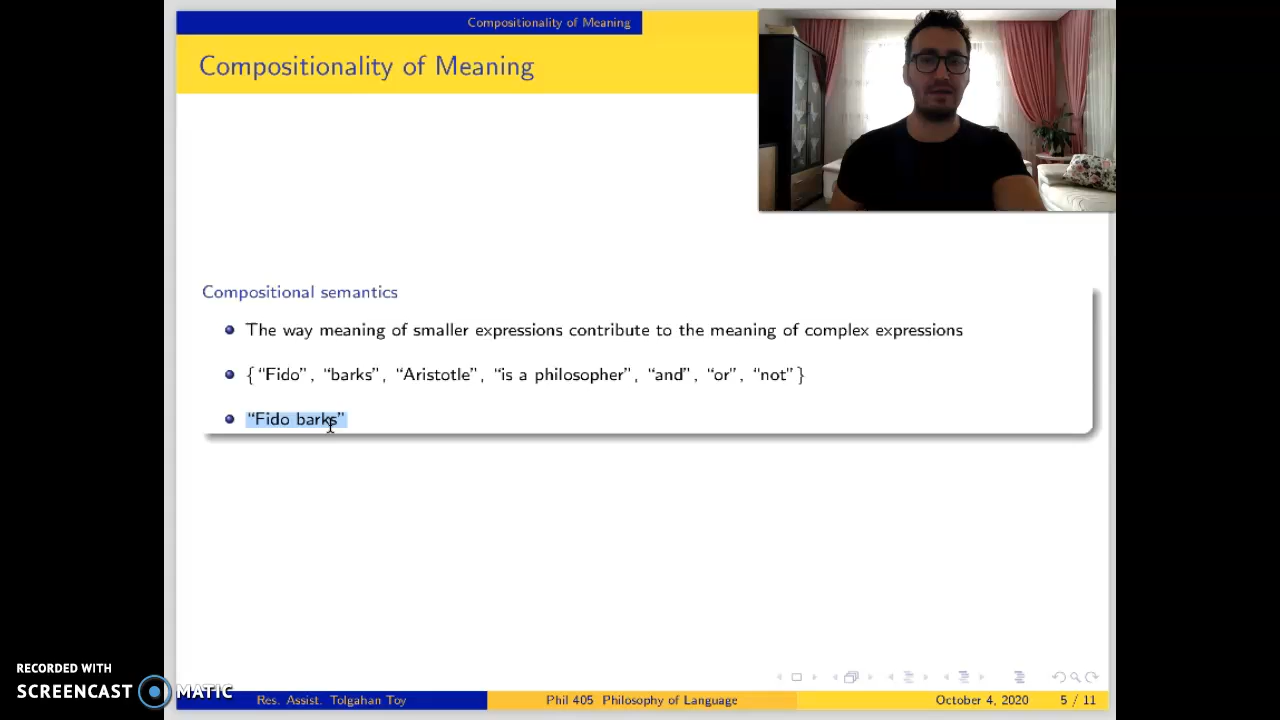 Compositionality of Meaning
Compositionality of Meaning
Compositional semantics
The way meaning of smaller expressions contribute to the meaning of complex expressions
{“Fido”, “barks”, “Aristotle”, “is a philosopher”, “and”, “or”, “not”}
“Fido barks”
RECORDED WITH
SCREENCAST MATIC
Res. Assist. Tolgahan Toy Phil 405 Philosophy of Language October 4, 2020 5 / 11